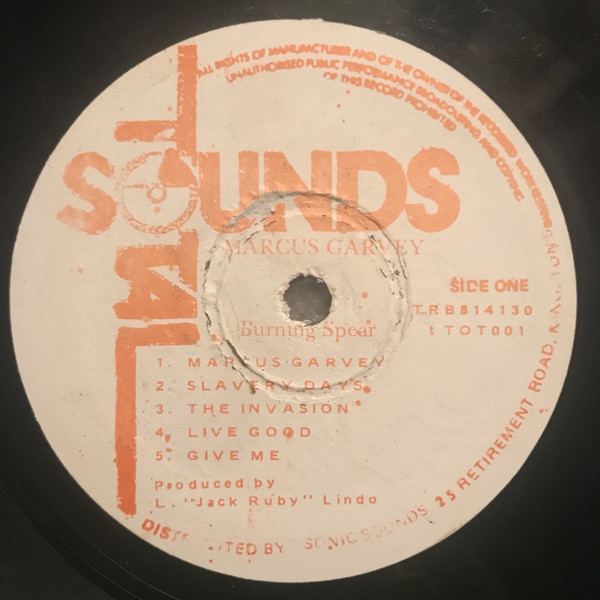 ALL RIGHTS OF MANUFACTURER AND OF THE OWNER OF THE RECORDED WORK RESERVED
UNAUTHORISED PUBLIC PERFORMANCE BROADCASTING AND COPYING
OF THIS RECORD PROHIBITED
TOTAL
SOUNDS
MARCUS GARVEY
SIDE ONE
TRB814130
TOT001
Burning Spear
1. MARCUS GARVEY
2. SLAVERY DAYS
3. THE INVASION
4. LIVE GOOD
5. GIVE ME
Produced by
L. "Jack Ruby" Lindo
DISTRIBUTED BY SONIC SOUNDS 25 RETIREMENT ROAD,